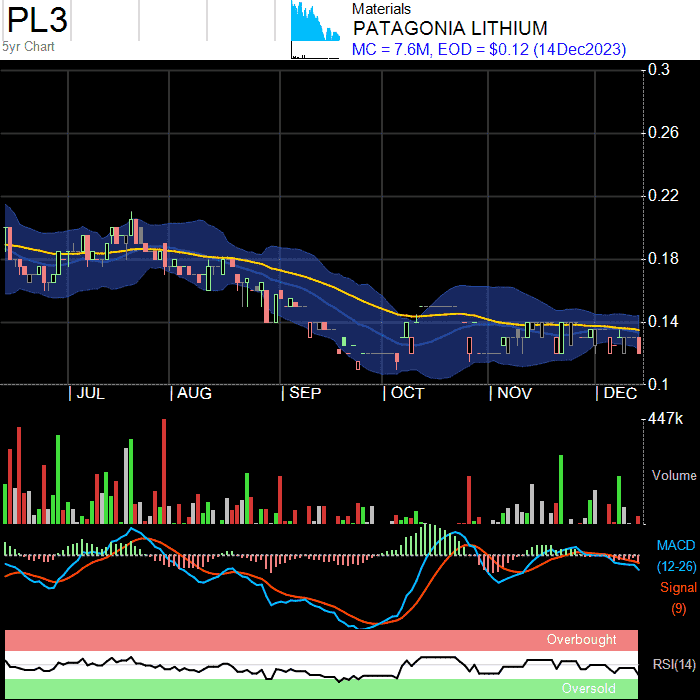 PL3
5yr Chart
Materials
PATAGONIA LITHIUM
MC = 7.6M, EOD = $0.12 (14Dec2023)
0.3
0.26
0.22
0.18
0.14
0.1
JUL AUG SEP OCT NOV DEC
447k
Volume
MACD
(12-26)
Signal
(9)
Overbought
RSI(14)
Oversold